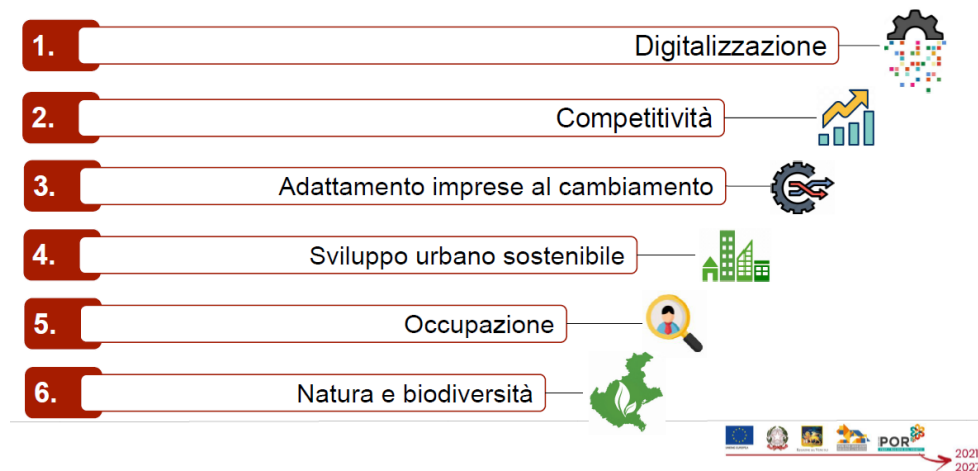 1.
Digitalizzazione
2.
Competitività
3.
Adattamento imprese al cambiamento
4.
Sviluppo urbano sostenibile
5.
Occupazione
6.
Natura e biodiversità
POR